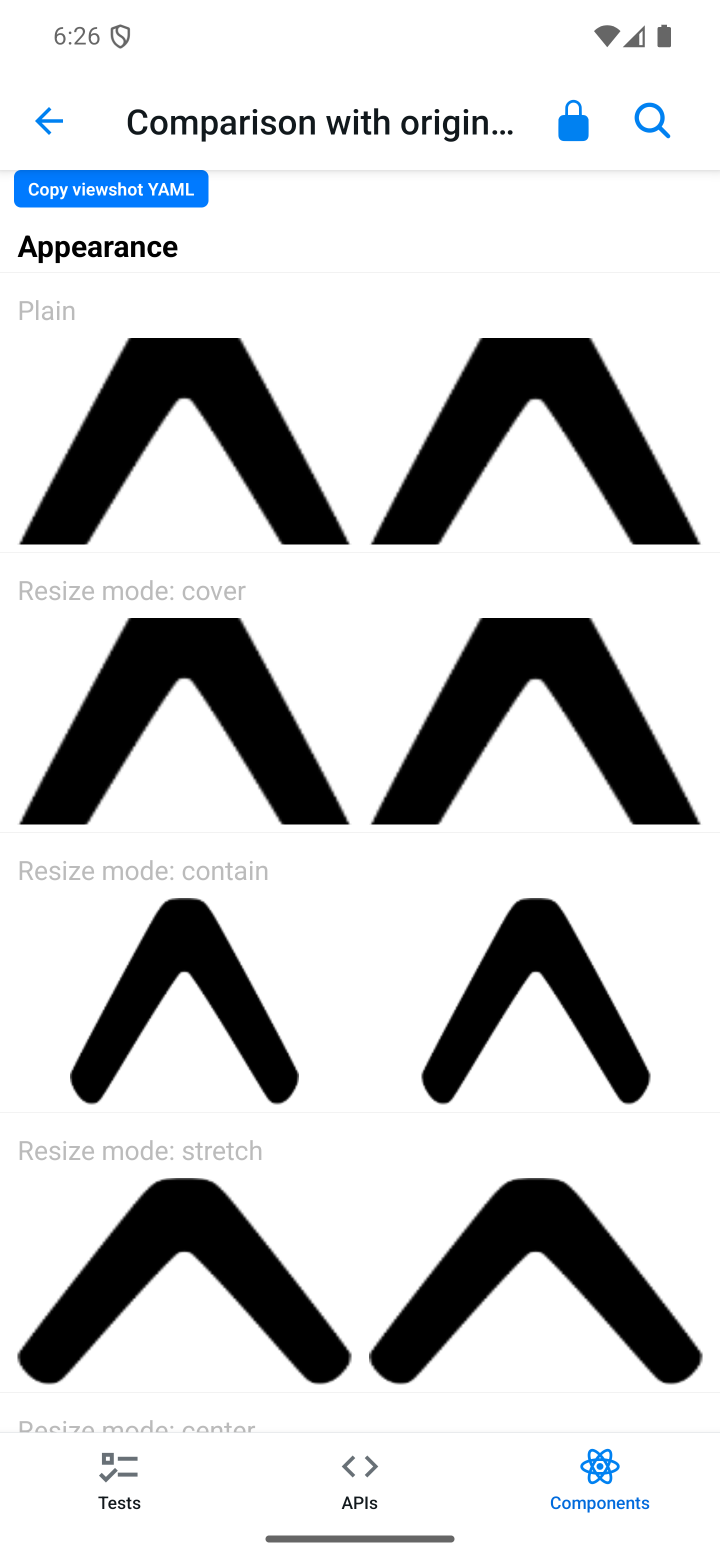 6:26
Comparison with origin...
Copy viewshot YAML
Appearance
Plain
Resize mode: cover
Resize mode: contain
Resize mode: stretch
Resize mode: center
Tests
APIs
Components